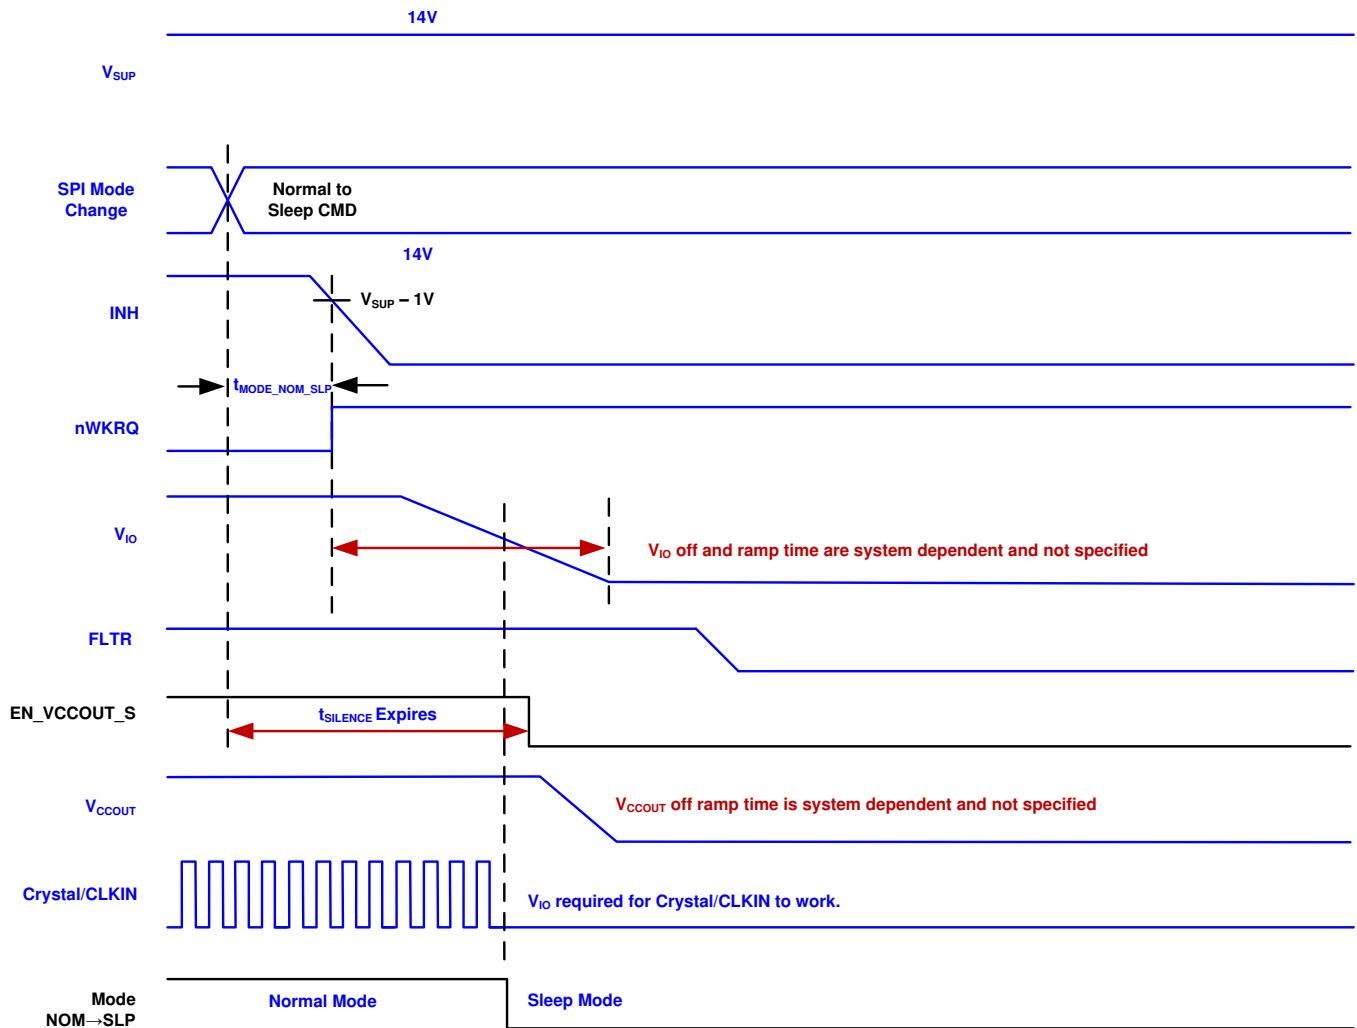 14V
VSUP
SPI Mode
Change
Normal to
Sleep CMD
14V
VSUP – 1V
INH
tMODE_NOM_SLP
nWKRQ
VIO
VIO off and ramp time are system dependent and not specified
FLTR
EN_VCCOUT_S
tSILENCE Expires
VCCOUT
VCCOUT off ramp time is system dependent and not specified
Crystal/CLKIN
VIO required for Crystal/CLKIN to work.
Mode
NOM→SLP
Normal Mode
Sleep Mode